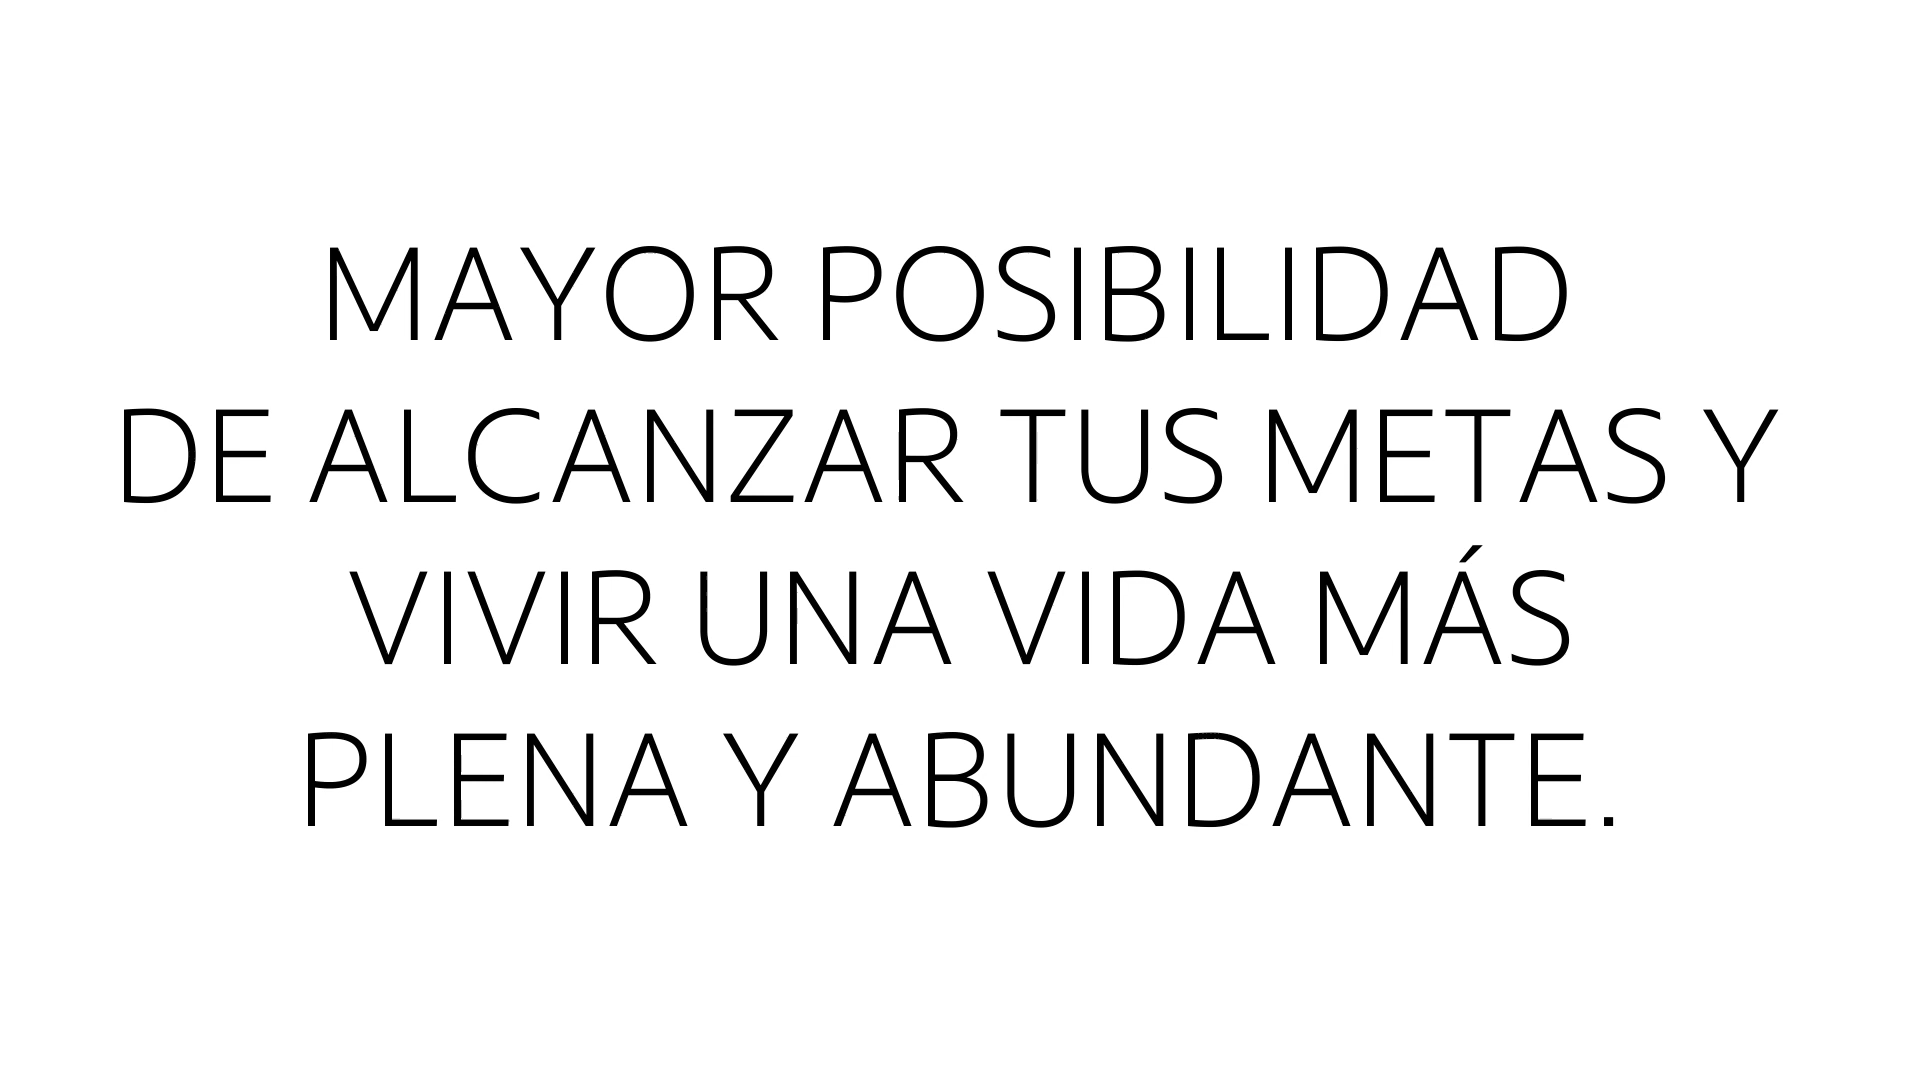 MAYOR POSIBILIDAD
DE ALCANZAR TUS METAS Y
VIVIR UNA VIDA MÁS
PLENA Y ABUNDANTE.